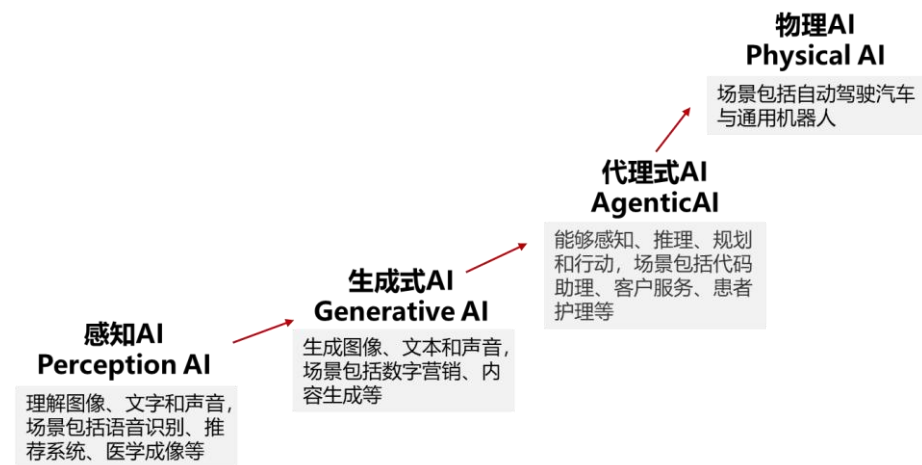 物理AI
Physical AI
场景包括自动驾驶汽车
与通用机器人
代理式AI
AgenticAI
能够感知、推理、规划
和行动，场景包括代码
助理、客户服务、患者
护理等
生成式AI
Generative AI
生成图像、文本和声音，
场景包括数字营销、内
容生成等
感知AI
Perception AI
理解图像、文字和声音，
场景包括语音识别、推
荐系统、医学成像等